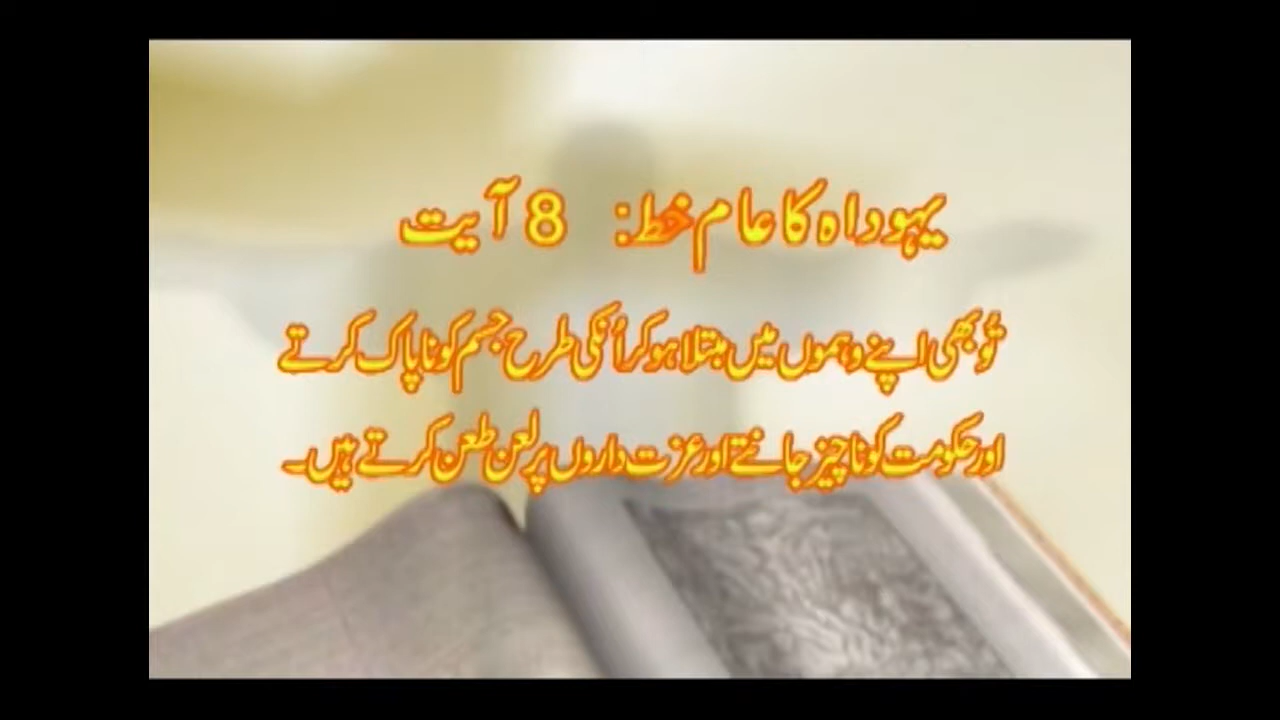 یہوداہ کا عام خط: 8 آیت
تُو بھی اپنے وہموں میں مبتلا ہو کر اُنکی طرح جسم کو ناپاک کرتے
اور حکومت کو ناچیز جانتے اور عزت داروں پر لعن طعن کرتے ہیں۔